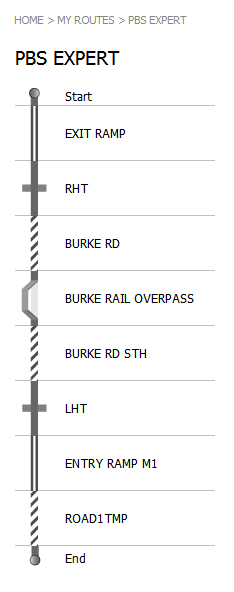 HOME > MY ROUTES > PBS EXPERT
PBS EXPERT
Start
EXIT RAMP
RHT
BURKE RD
BURKE RAIL OVERPASS
BURKE RD STH
LHT
ENTRY RAMP M1
ROAD1TMP
End